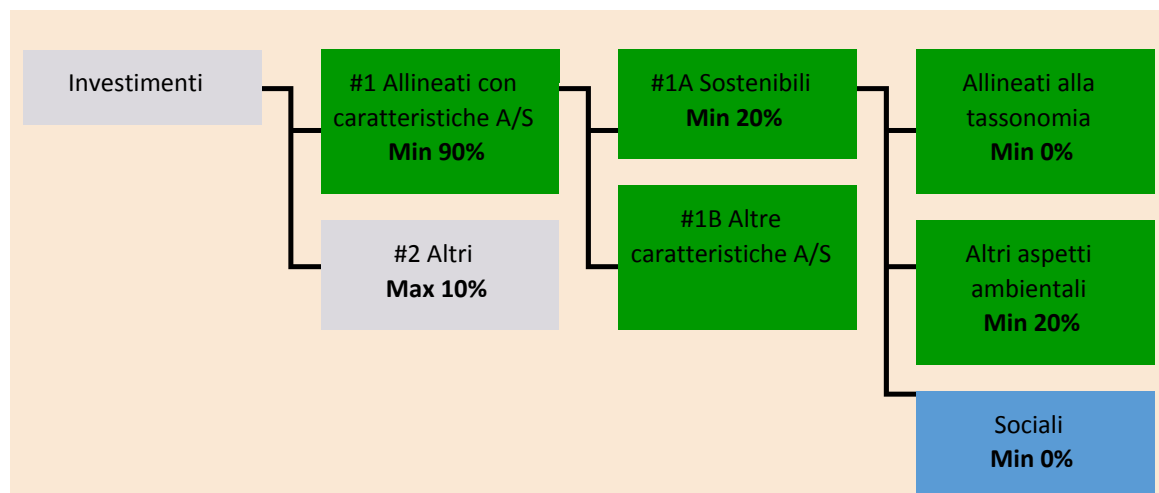 Investimenti
#1 Allineati con
caratteristiche A/S
Min 90%
#2 Altri
Max 10%
#1A Sostenibili
Min 20%
#1B Altre
caratteristiche A/S
Allineati alla
tassonomia
Min 0%
Altri aspetti
ambientali
Min 20%
Sociali
Min 0%